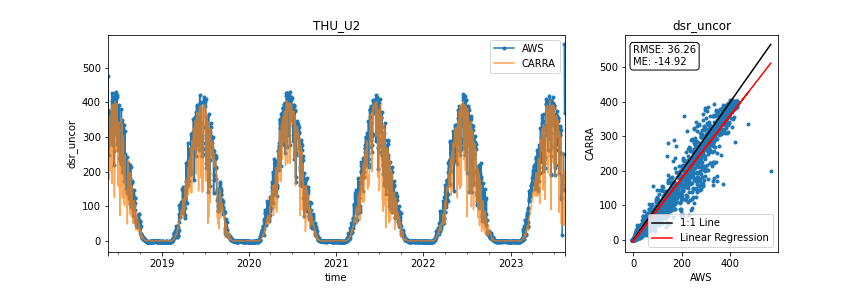 THU_U2
dsr_uncor
500
400
300
200
100
0
2019
2020
2021
2022
2023
time
AWS
CARRA
dsr_uncor
CARRA
500
400
300
200
100
0
0
200
400
AWS
RMSE: 36.26
ME: -14.92
1:1 Line
Linear Regression